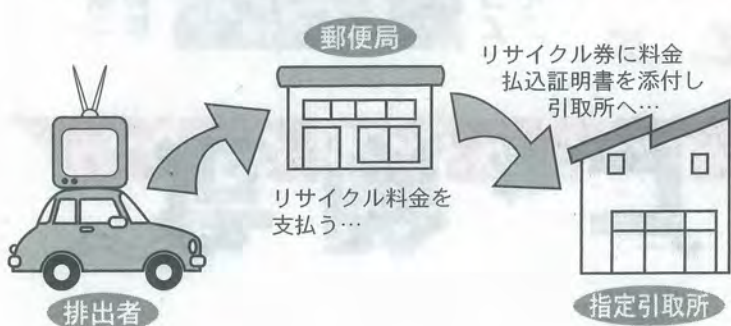 郵便局
リサイクル券に料金
払込証明書を添付し
引取所へ…
リサイクル料金を
支払う…
排出者
指定引取所